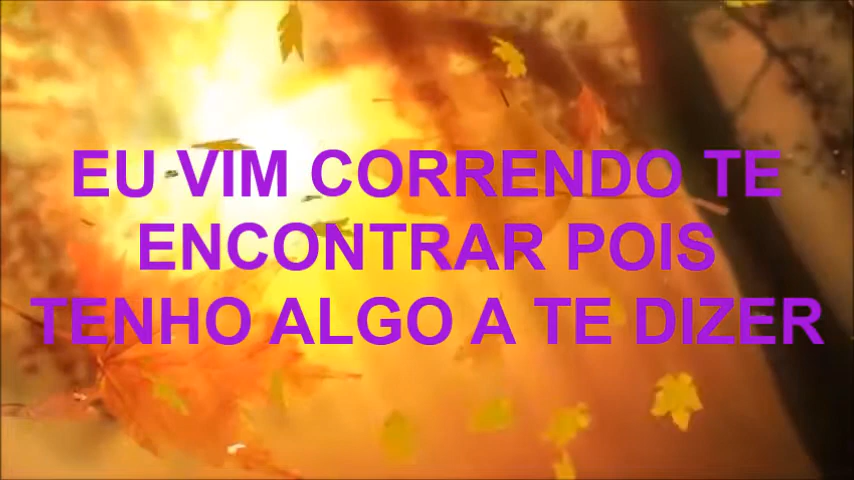 EU VIM CORRENDO TE
ENCONTRAR POIS
TENHO ALGO A TE DIZER